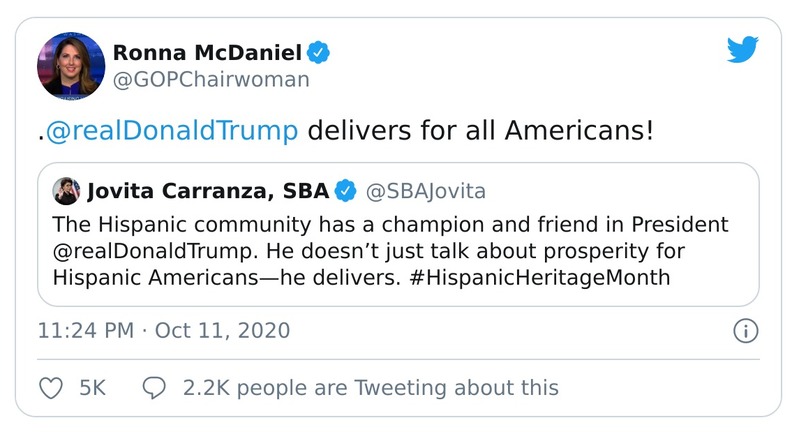 Ronna McDaniel
@GOPChairwoman
.@realDonaldTrump delivers for all Americans!
Jovita Carranza, SBA @SBAJovita
The Hispanic community has a champion and friend in President
@realDonaldTrump. He doesn’t just talk about prosperity for
Hispanic Americans—he delivers. #HispanicHeritageMonth
11:24 PM · Oct 11, 2020
5K 2.2K people are Tweeting about this